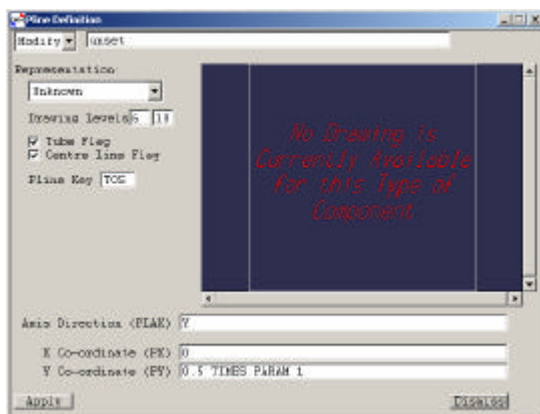 Pline Definition
Modify unset
Representation
Unknown
Drawing Levels 6 10
Tube Flag
Centre line Flag
Pline Key TOS
No Drawing is
Currently Available
for this Type of
Component
Axis Direction (PLAX) Y
X Co-ordinate (PX) 0
Y Co-ordinate (PY) 0.5 TIMES PARAM 1
Apply Dismiss